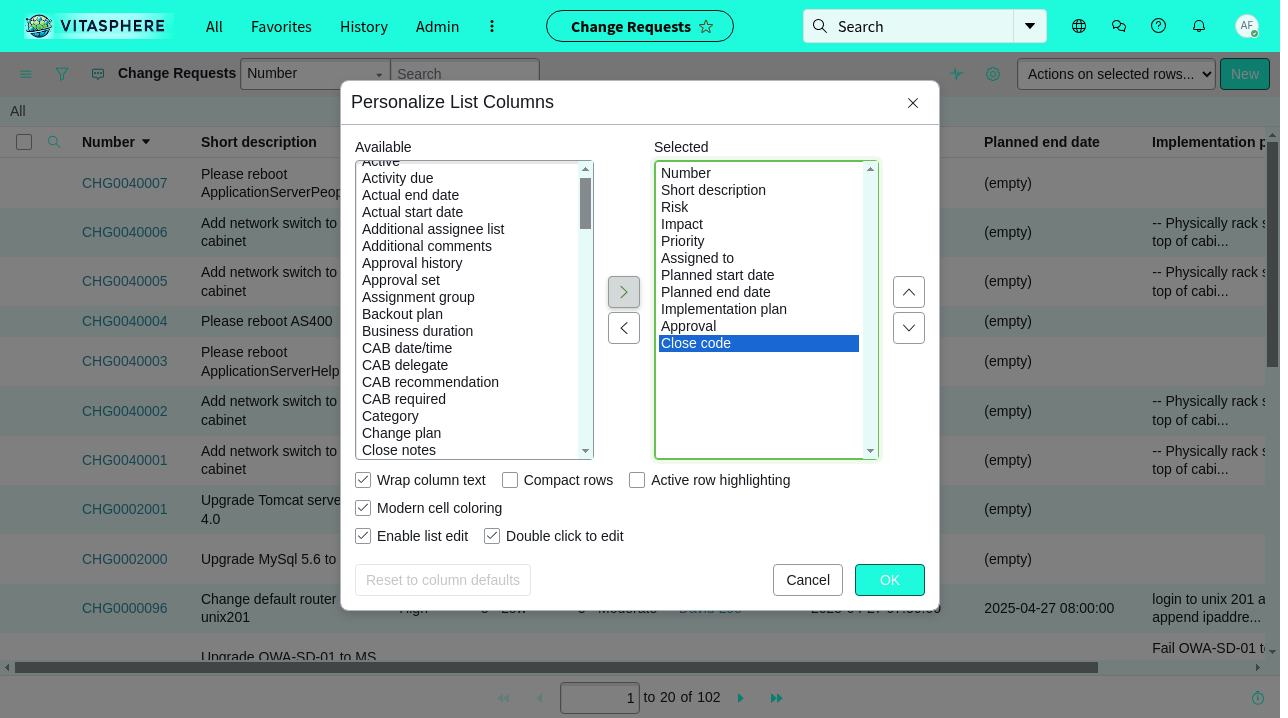 VITASPHERE
All
Favorites
History
Admin
Change Requests
Search
AF
Change Requests
Number
Search
Actions on selected rows...
New
All
Number
Short description
Planned end date
Implementation p
CHG0040007
Please reboot
ApplicationServerPeop
(empty)
CHG0040006
Add network switch to
cabinet
(empty)
-- Physically rack s
top of cabi...
CHG0040005
Add network switch to
cabinet
(empty)
-- Physically rack s
top of cabi...
CHG0040004
Please reboot AS400
(empty)
CHG0040003
Please reboot
ApplicationServerHelp
(empty)
CHG0040002
Add network switch to
cabinet
(empty)
-- Physically rack s
top of cabi...
CHG0040001
Add network switch to
cabinet
(empty)
-- Physically rack s
top of cabi...
CHG0002001
Upgrade Tomcat serve
4.0
(empty)
CHG0002000
Upgrade MySql 5.6 to
(empty)
CHG0000096
Change default router
unix201
2025-04-27 08:00:00
login to unix 201 a
append ipaddre...
Upgrade OWA-SD-01 to MS
Fail OWA-SD-01 to
Personalize List Columns
Available
Active
Activity due
Actual end date
Actual start date
Additional assignee list
Additional comments
Approval history
Approval set
Assignment group
Backout plan
Business duration
CAB date/time
CAB delegate
CAB recommendation
CAB required
Category
Change plan
Close notes
Selected
Number
Short description
Risk
Impact
Priority
Assigned to
Planned start date
Planned end date
Implementation plan
Approval
Close code
Wrap column text
Compact rows
Active row highlighting
Modern cell coloring
Enable list edit
Double click to edit
Reset to column defaults
Cancel
OK
1 to 20 of 102